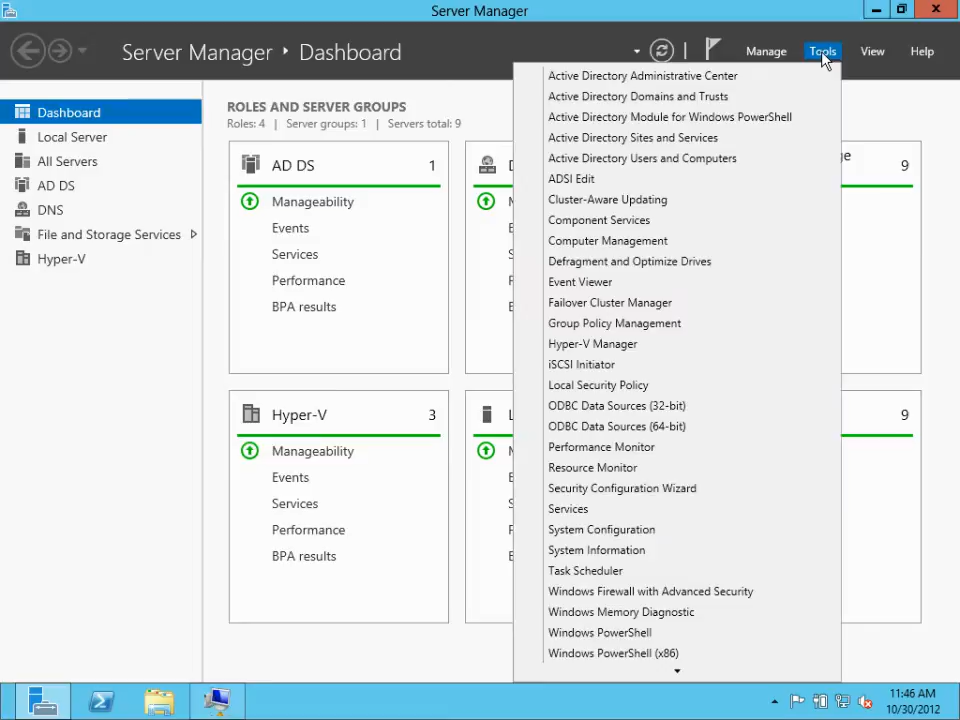 Server Manager
Server Manager ‣ Dashboard
Manage
Tools
View
Help
Dashboard
Local Server
All Servers
AD DS
DNS
File and Storage Services
Hyper-V
ROLES AND SERVER GROUPS
Roles: 4 | Server groups: 1 | Servers total: 9
AD DS 1
Manageability
Events
Services
Performance
BPA results
9
Hyper-V 3
Manageability
Events
Services
Performance
BPA results
9
Active Directory Administrative Center
Active Directory Domains and Trusts
Active Directory Module for Windows PowerShell
Active Directory Sites and Services
Active Directory Users and Computers
ADSI Edit
Cluster-Aware Updating
Component Services
Computer Management
Defragment and Optimize Drives
Event Viewer
Failover Cluster Manager
Group Policy Management
Hyper-V Manager
iSCSI Initiator
Local Security Policy
ODBC Data Sources (32-bit)
ODBC Data Sources (64-bit)
Performance Monitor
Resource Monitor
Security Configuration Wizard
Services
System Configuration
System Information
Task Scheduler
Windows Firewall with Advanced Security
Windows Memory Diagnostic
Windows PowerShell
Windows PowerShell (x86)
11:46 AM
10/30/2012